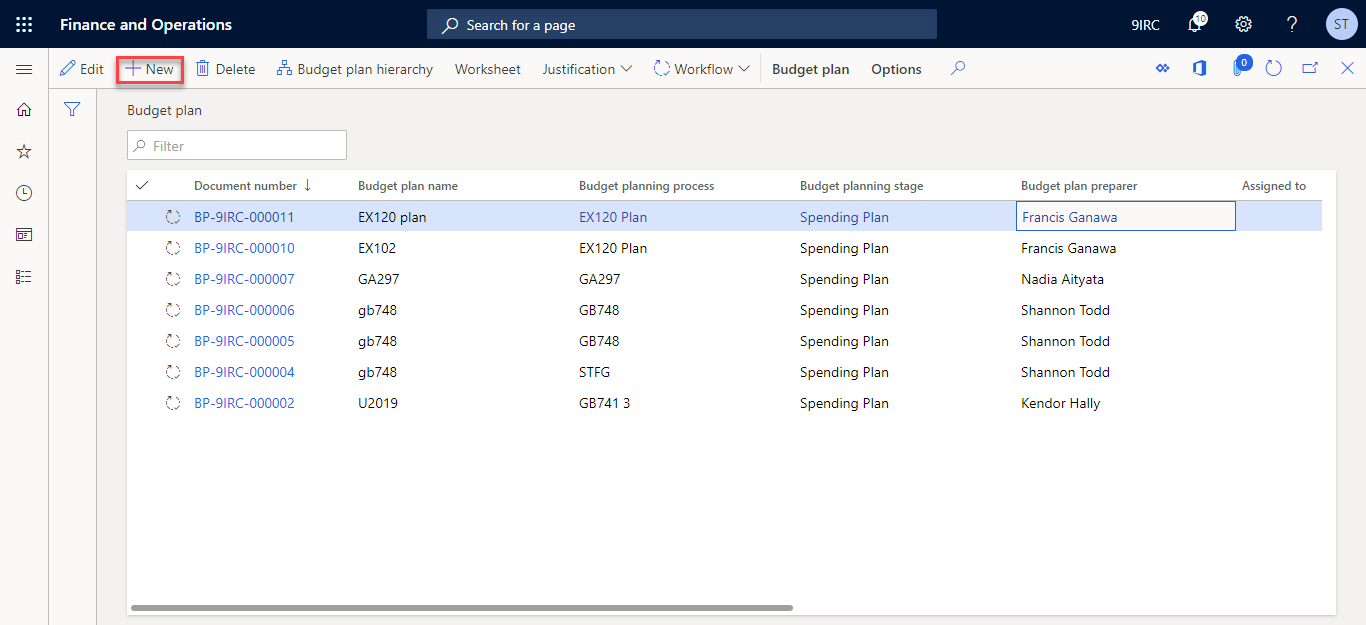 Finance and Operations Search for a page 9IRC 10 ? ST
Edit New Delete Budget plan hierarchy Worksheet Justification Workflow Budget plan Options 0
Budget plan
Filter
Document number ↓ Budget plan name Budget planning process Budget planning stage Budget plan preparer Assigned to
BP-9IRC-000011 EX120 plan EX120 Plan Spending Plan Francis Ganawa
BP-9IRC-000010 EX102 EX120 Plan Spending Plan Francis Ganawa
BP-9IRC-000007 GA297 GA297 Spending Plan Nadia Aityata
BP-9IRC-000006 gb748 GB748 Spending Plan Shannon Todd
BP-9IRC-000005 gb748 GB748 Spending Plan Shannon Todd
BP-9IRC-000004 gb748 STFG Spending Plan Shannon Todd
BP-9IRC-000002 U2019 GB741 3 Spending Plan Kendor Hally